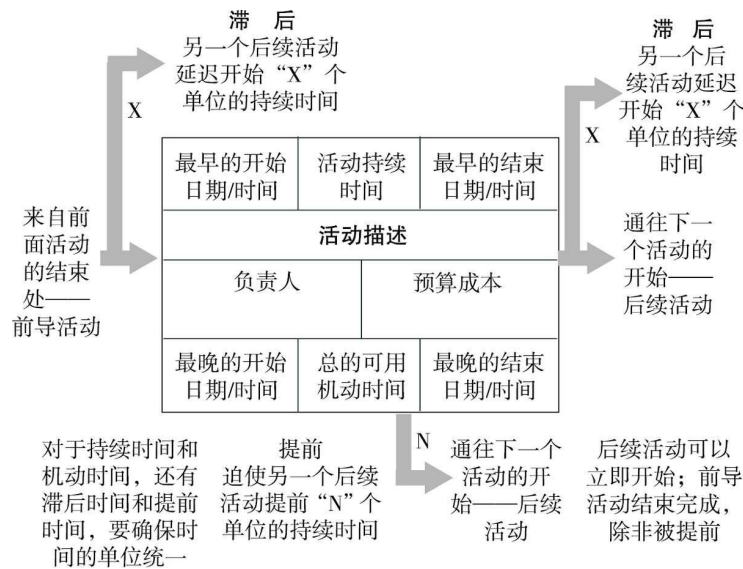 滞　后
另一个后续活动
延迟开始“X”个
单位的持续时间
X
滞　后
另一个后
续活动延迟
开始“X”个
单位的持续
时间
X
最早的开始
日期/时间
活动持续
时间
最早的结束
日期/时间
来自前
面活动
的结束
处——
前导活动
活动描述
通往下一
个活动的
开始——
后续活动
负责人
预算成本
最晚的开始
日期/时间
总的可用
机动时间
最晚的结束
日期/时间
N
对于持续时间和
机动时间，还有
滞后时间和提前
时间，要确保时
间的单位统一
提前
迫使另一个后续
活动提前“N”个
单位的持续时间
通往下一个
活动的开
始——后续
活动
后续活动可以
立即开始；前导
活动结束完成，
除非被提前